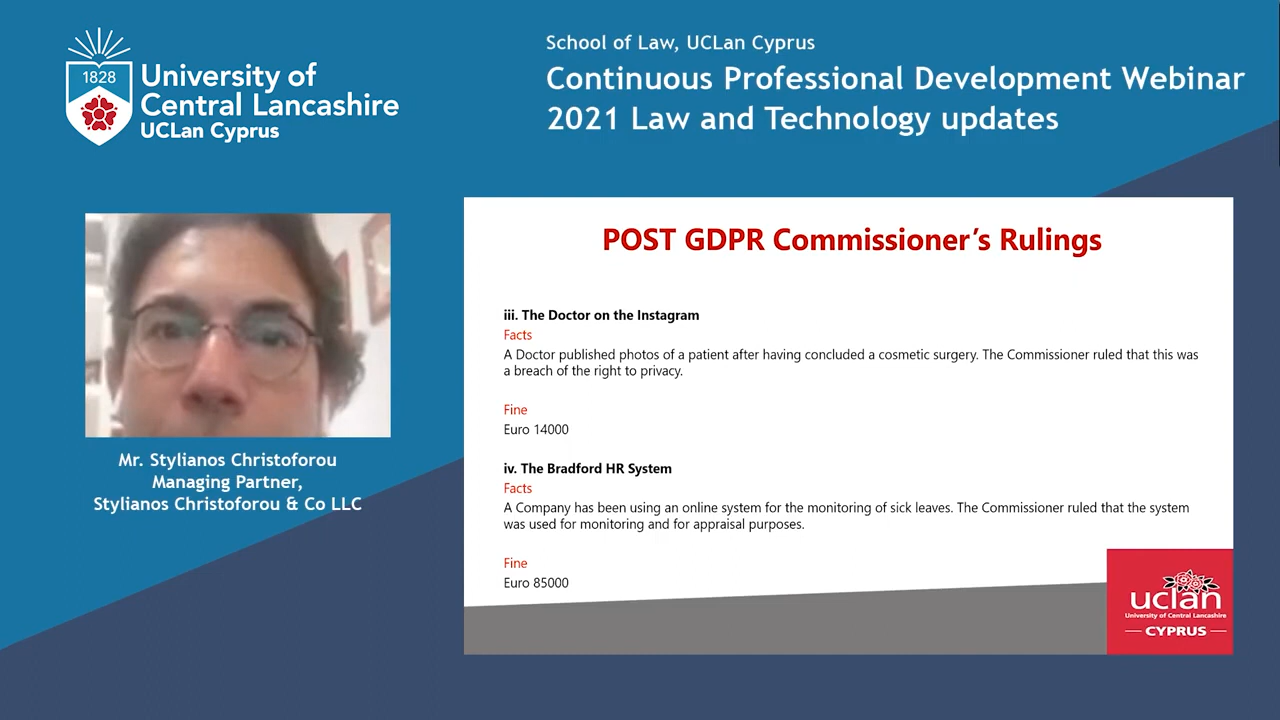 1828
University of
Central Lancashire
UCLan Cyprus
School of Law, UCLan Cyprus
Continuous Professional Development Webinar
2021 Law and Technology updates
Mr. Stylianos Christoforou
Managing Partner,
Stylianos Christoforou & Co LLC
POST GDPR Commissioner’s Rulings
iii. The Doctor on the Instagram
Facts
A Doctor published photos of a patient after having concluded a cosmetic surgery. The Commissioner ruled that this was
a breach of the right to privacy.
Fine
Euro 14000
iv. The Bradford HR System
Facts
A Company has been using an online system for the monitoring of sick leaves. The Commissioner ruled that the system
was used for monitoring and for appraisal purposes.
Fine
Euro 85000
uclan
University of Central Lancashire
CYPRUS